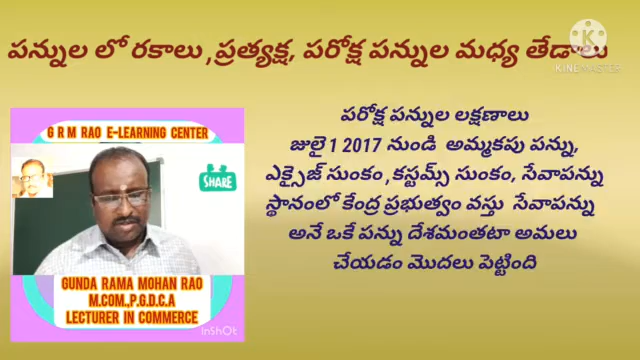 పన్నుల లో రకాలు ,ప్రత్యక్ష, పరోక్ష పన్నుల మధ్య తేడాలు
KINEMASTER
పరోక్ష పన్నుల లక్షణాలు
జులై 1 2017 నుండి అమ్మకపు పన్ను,
ఎక్సైజ్ సుంకం ,కస్టమ్స్ సుంకం, సేవాపన్ను
స్థానంలో కేంద్ర ప్రభుత్వం వస్తు సేవాపన్ను
అనే ఒకే పన్ను దేశమంతటా అమలు
చేయడం మొదలు పెట్టింది
G R M RAO E-LEARNING CENTER
SHARE
GUNDA RAMA MOHAN RAO
M.COM.,P.G.D.C.A
LECTURER IN COMMERCE
InShOt